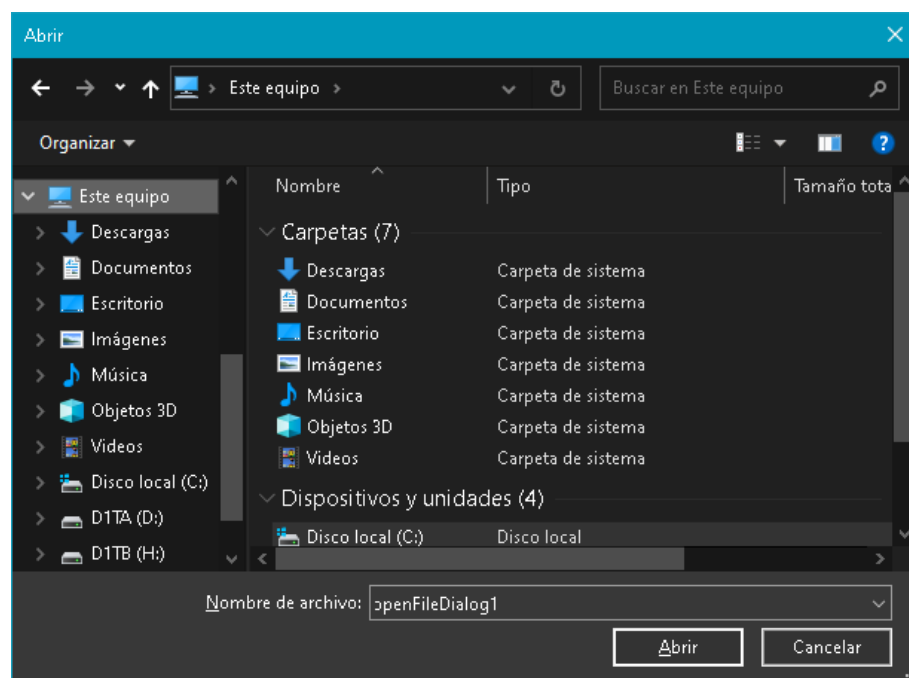 Abrir
Este equipo
Buscar en Este equipo
Organizar
Este equipo
Descargas
Documentos
Escritorio
Imágenes
Música
Objetos 3D
Videos
Disco local (C:)
D1TA (D:)
D1TB (H:)
Nombre Tipo Tamaño tota
Carpetas (7)
Descargas Carpeta de sistema
Documentos Carpeta de sistema
Escritorio Carpeta de sistema
Imágenes Carpeta de sistema
Música Carpeta de sistema
Objetos 3D Carpeta de sistema
Videos Carpeta de sistema
Dispositivos y unidades (4)
Disco local (C:) Disco local
Nombre de archivo: openFileDialog1
Abrir Cancelar